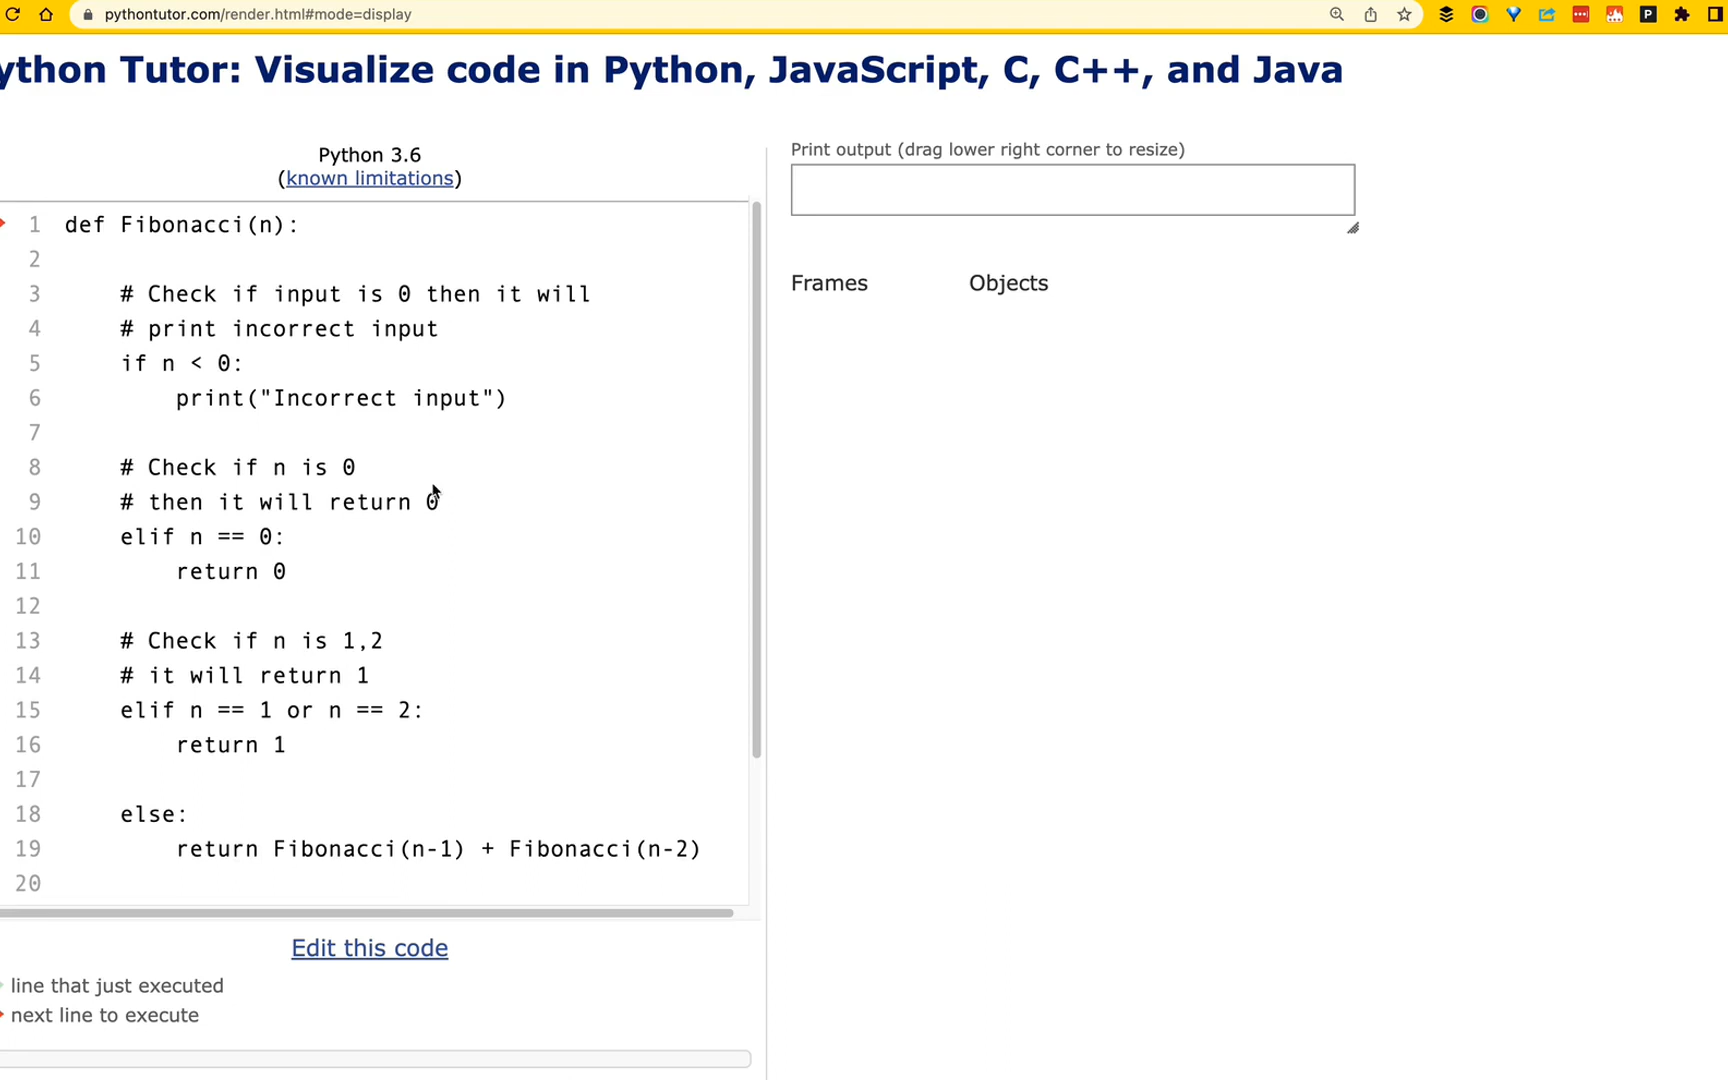 pythontutor.com/render.html#mode=display
P
ython Tutor: Visualize code in Python, JavaScript, C, C++, and Java
Python 3.6
(known limitations)
1 def Fibonacci(n):
2
3 # Check if input is 0 then it will
4 # print incorrect input
5 if n < 0:
6 print("Incorrect input")
7
8 # Check if n is 0
9 # then it will return 0
10 elif n == 0:
11 return 0
12
13 # Check if n is 1,2
14 # it will return 1
15 elif n == 1 or n == 2:
16 return 1
17
18 else:
19 return Fibonacci(n-1) + Fibonacci(n-2)
20
Edit this code
line that just executed
next line to execute
Print output (drag lower right corner to resize)
Frames Objects